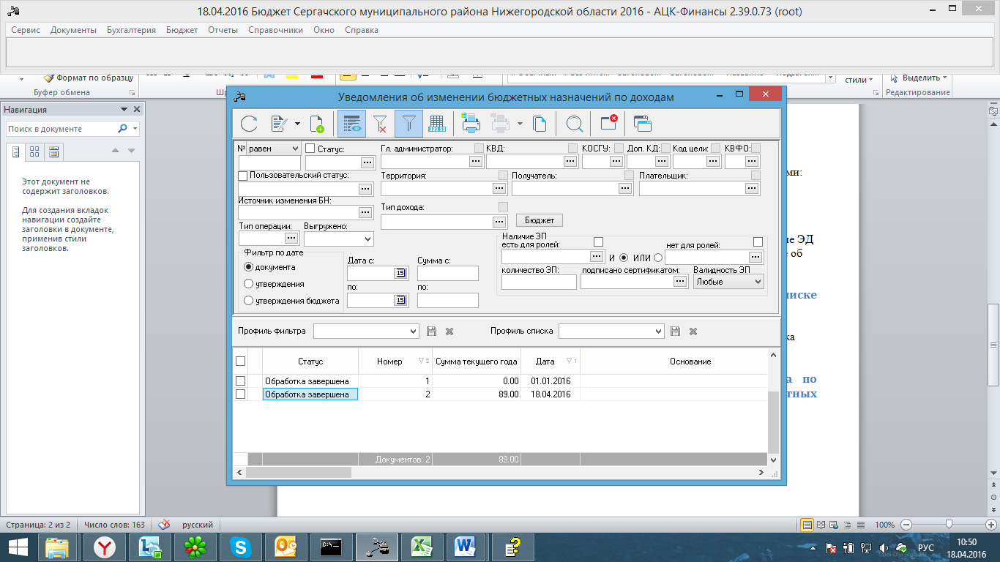 18.04.2016 Бюджет Сергачского муниципального района Нижегородской области 2016 - АЦК-Финансы 2.39.0.73 (root)
Сервис Документы Бухгалтерия Бюджет Отчеты Справочники Окно Справка
Формат по образцу
стили
Выделить
Буфер обмена
Редактирование
Навигация
Поиск в документе
Этот документ не
содержит заголовков.
Для создания вкладок
навигации создайте
заголовки в документе,
применив стили
заголовков.
Уведомления об изменении бюджетных назначений по доходам
№ равен Статус: Гл. администратор: КВД: КОСГУ: Доп. КД: Код цели: КВФО:
Пользовательский статус: Территория: Получатель: Плательщик:
Источник изменения БН: Тип дохода:
Бюджет
Тип операции: Выгружено:
Наличие ЭП
есть для ролей: нет для ролей:
И ИЛИ
Фильтр по дате
документа
утверждения
утверждения бюджета
Дата с: Сумма с:
15
по: по:
15
количество ЭП: подписано сертификатом: Валидность ЭП
Любые
Профиль фильтра Профиль списка
Статус Номер 2 Сумма текущего года Дата 1 Основание
Обработка завершена 1 0.00 01.01.2016
Обработка завершена 2 89.00 18.04.2016
Документов: 2 89.00
ми:
ие ЭД
е об
писке
ка
а по
етных
Страница: 2 из 2 Число слов: 163 русский 100%
РУС
10:50
18.04.2016